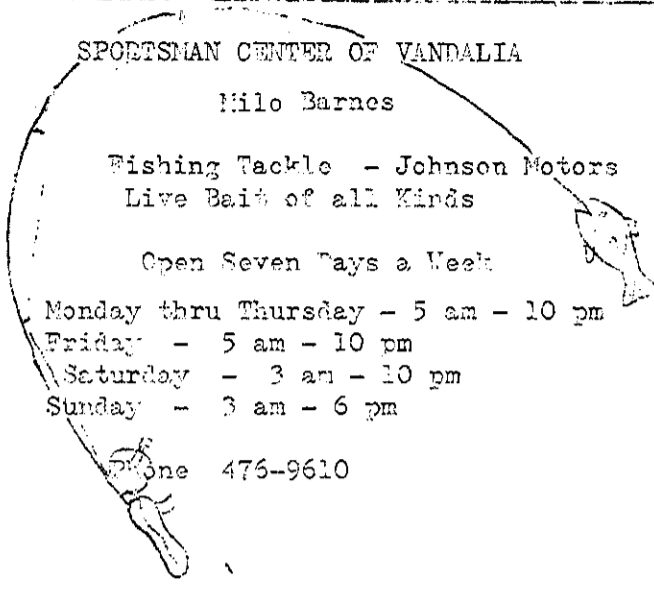 SPORTSMAN CENTER OF VANDALIA
Milo Barnes
Fishing Tackle - Johnson Motors
Live Bait of all Kinds
Open Seven Days a Week
Monday thru Thursday - 5 am - 10 pm
Friday - 5 am - 10 pm
Saturday - 3 am - 10 pm
Sunday - 3 am - 6 pm
Phone 476-9610